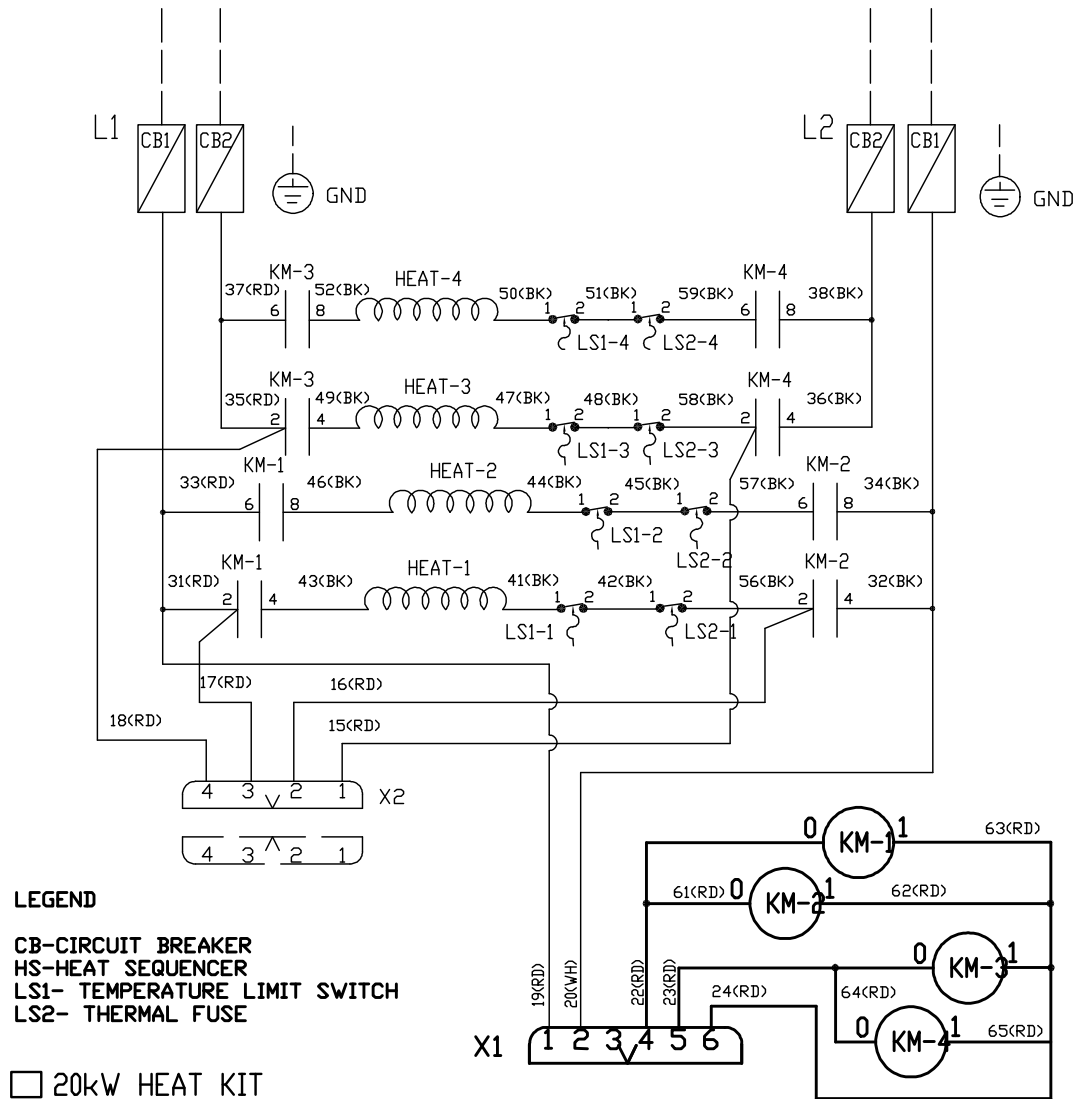 L1 CB1 CB2 GND
L2 CB2 CB1 GND
KM-3 HEAT-4 KM-4
37(RD) 52(BK) 50(BK) 51(BK) 59(BK) 38(BK)
6 8 1 2 1 2 6 8
LS1-4 LS2-4
KM-3 HEAT-3 KM-4
35(RD) 49(BK) 47(BK) 48(BK) 58(BK) 36(BK)
2 4 1 2 1 2 2 4
LS1-3 LS2-3
KM-1 HEAT-2 KM-2
33(RD) 46(BK) 44(BK) 45(BK) 57(BK) 34(BK)
6 8 1 2 1 2 6 8
LS1-2 LS2-2
KM-1 HEAT-1 KM-2
31(RD) 43(BK) 41(BK) 42(BK) 56(BK) 32(BK)
2 4 1 2 1 2 2 4
LS1-1 LS2-1
17(RD) 16(RD)
18(RD) 15(RD)
4 3 2 1 X2
4 3 2 1
0 KM-1 1 63(RD)
61(RD) 0 KM-2 1 62(RD)
0 KM-3 1
64(RD) 0 KM-4 1 65(RD)
19(RD) 20(WH) 22(RD) 23(RD) 24(RD)
X1 1 2 3 4 5 6
LEGEND
CB-CIRCUIT BREAKER
HS-HEAT SEQUENCER
LS1- TEMPERATURE LIMIT SWITCH
LS2- THERMAL FUSE
20kW HEAT KIT